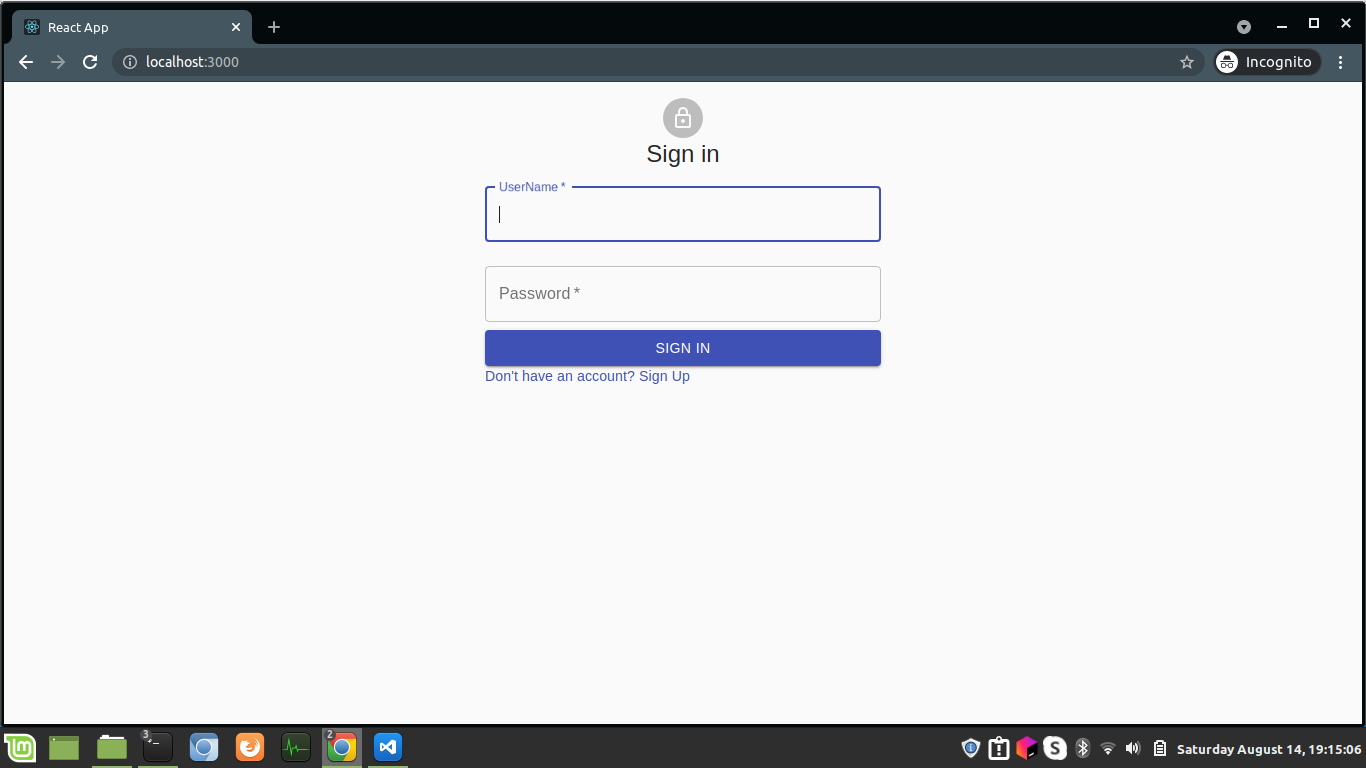 React App
localhost:3000
Incognito
Sign in
UserName *
Password *
SIGN IN
Don't have an account? Sign Up
3
2
S
Saturday August 14, 19:15:06